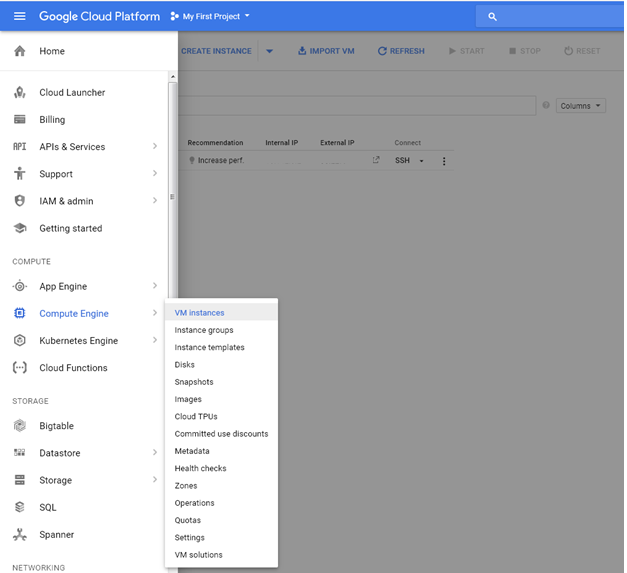 Google Cloud Platform My First Project
Home
CREATE INSTANCE IMPORT VM REFRESH START STOP RESET
Cloud Launcher
Columns
Billing
APIs & Services
Recommendation Internal IP External IP Connect
Increase perf. SSH
Support
IAM & admin
Getting started
COMPUTE
App Engine
Compute Engine
Kubernetes Engine
Cloud Functions
STORAGE
Bigtable
Datastore
Storage
SQL
Spanner
NETWORKING
VM instances
Instance groups
Instance templates
Disks
Snapshots
Images
Cloud TPUs
Committed use discounts
Metadata
Health checks
Zones
Operations
Quotas
Settings
VM solutions